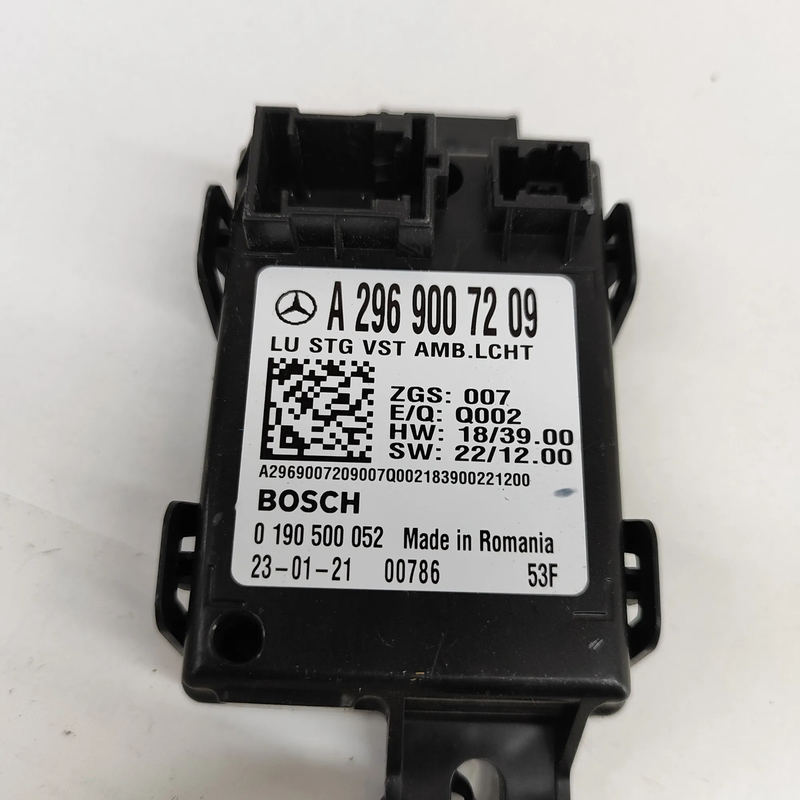 A 296 900 72 09
LU STG VST AMB.LCHT
ZGS: 007
E/Q: Q002
HW: 18/39.00
SW: 22/12.00
A2969007209007Q002183900221200
BOSCH
0 190 500 052 Made in Romania
23-01-21 00786 53F